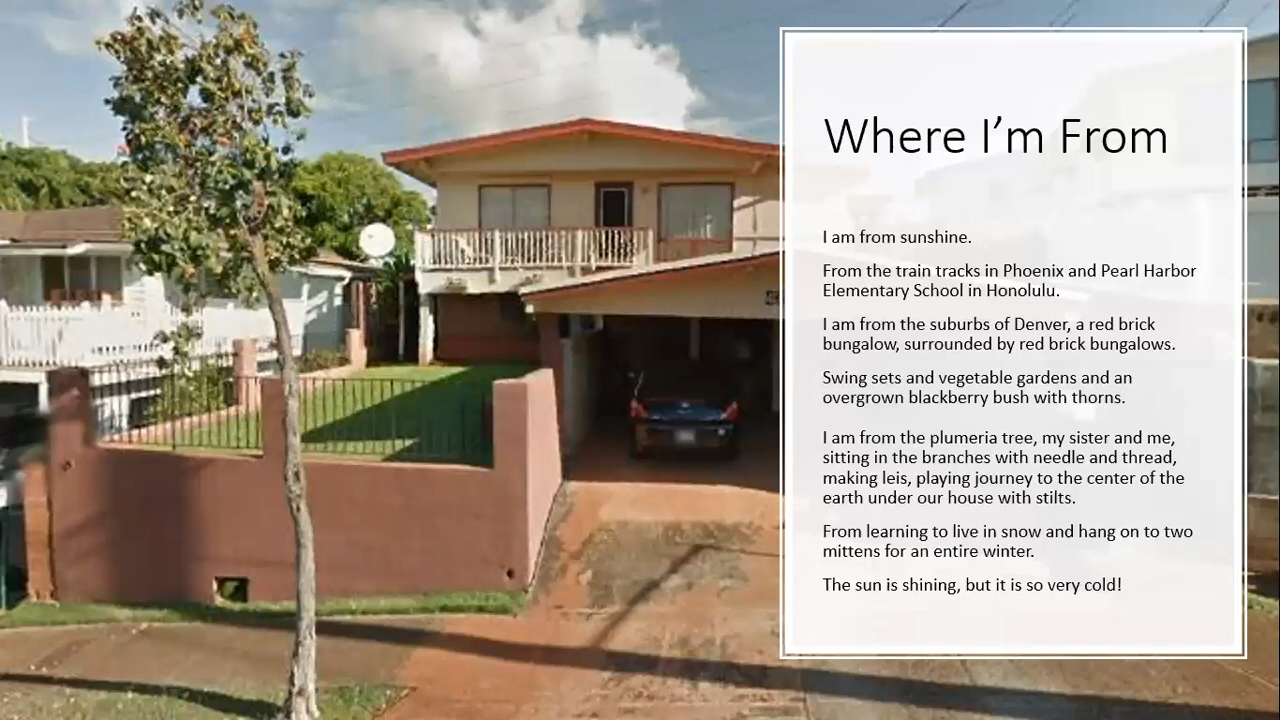 Where I’m From
I am from sunshine.
From the train tracks in Phoenix and Pearl Harbor
Elementary School in Honolulu.
I am from the suburbs of Denver, a red brick
bungalow, surrounded by red brick bungalows.
Swing sets and vegetable gardens and an
overgrown blackberry bush with thorns.
I am from the plumeria tree, my sister and me,
sitting in the branches with needle and thread,
making leis, playing journey to the center of the
earth under our house with stilts.
From learning to live in snow and hang on to two
mittens for an entire winter.
The sun is shining, but it is so very cold!